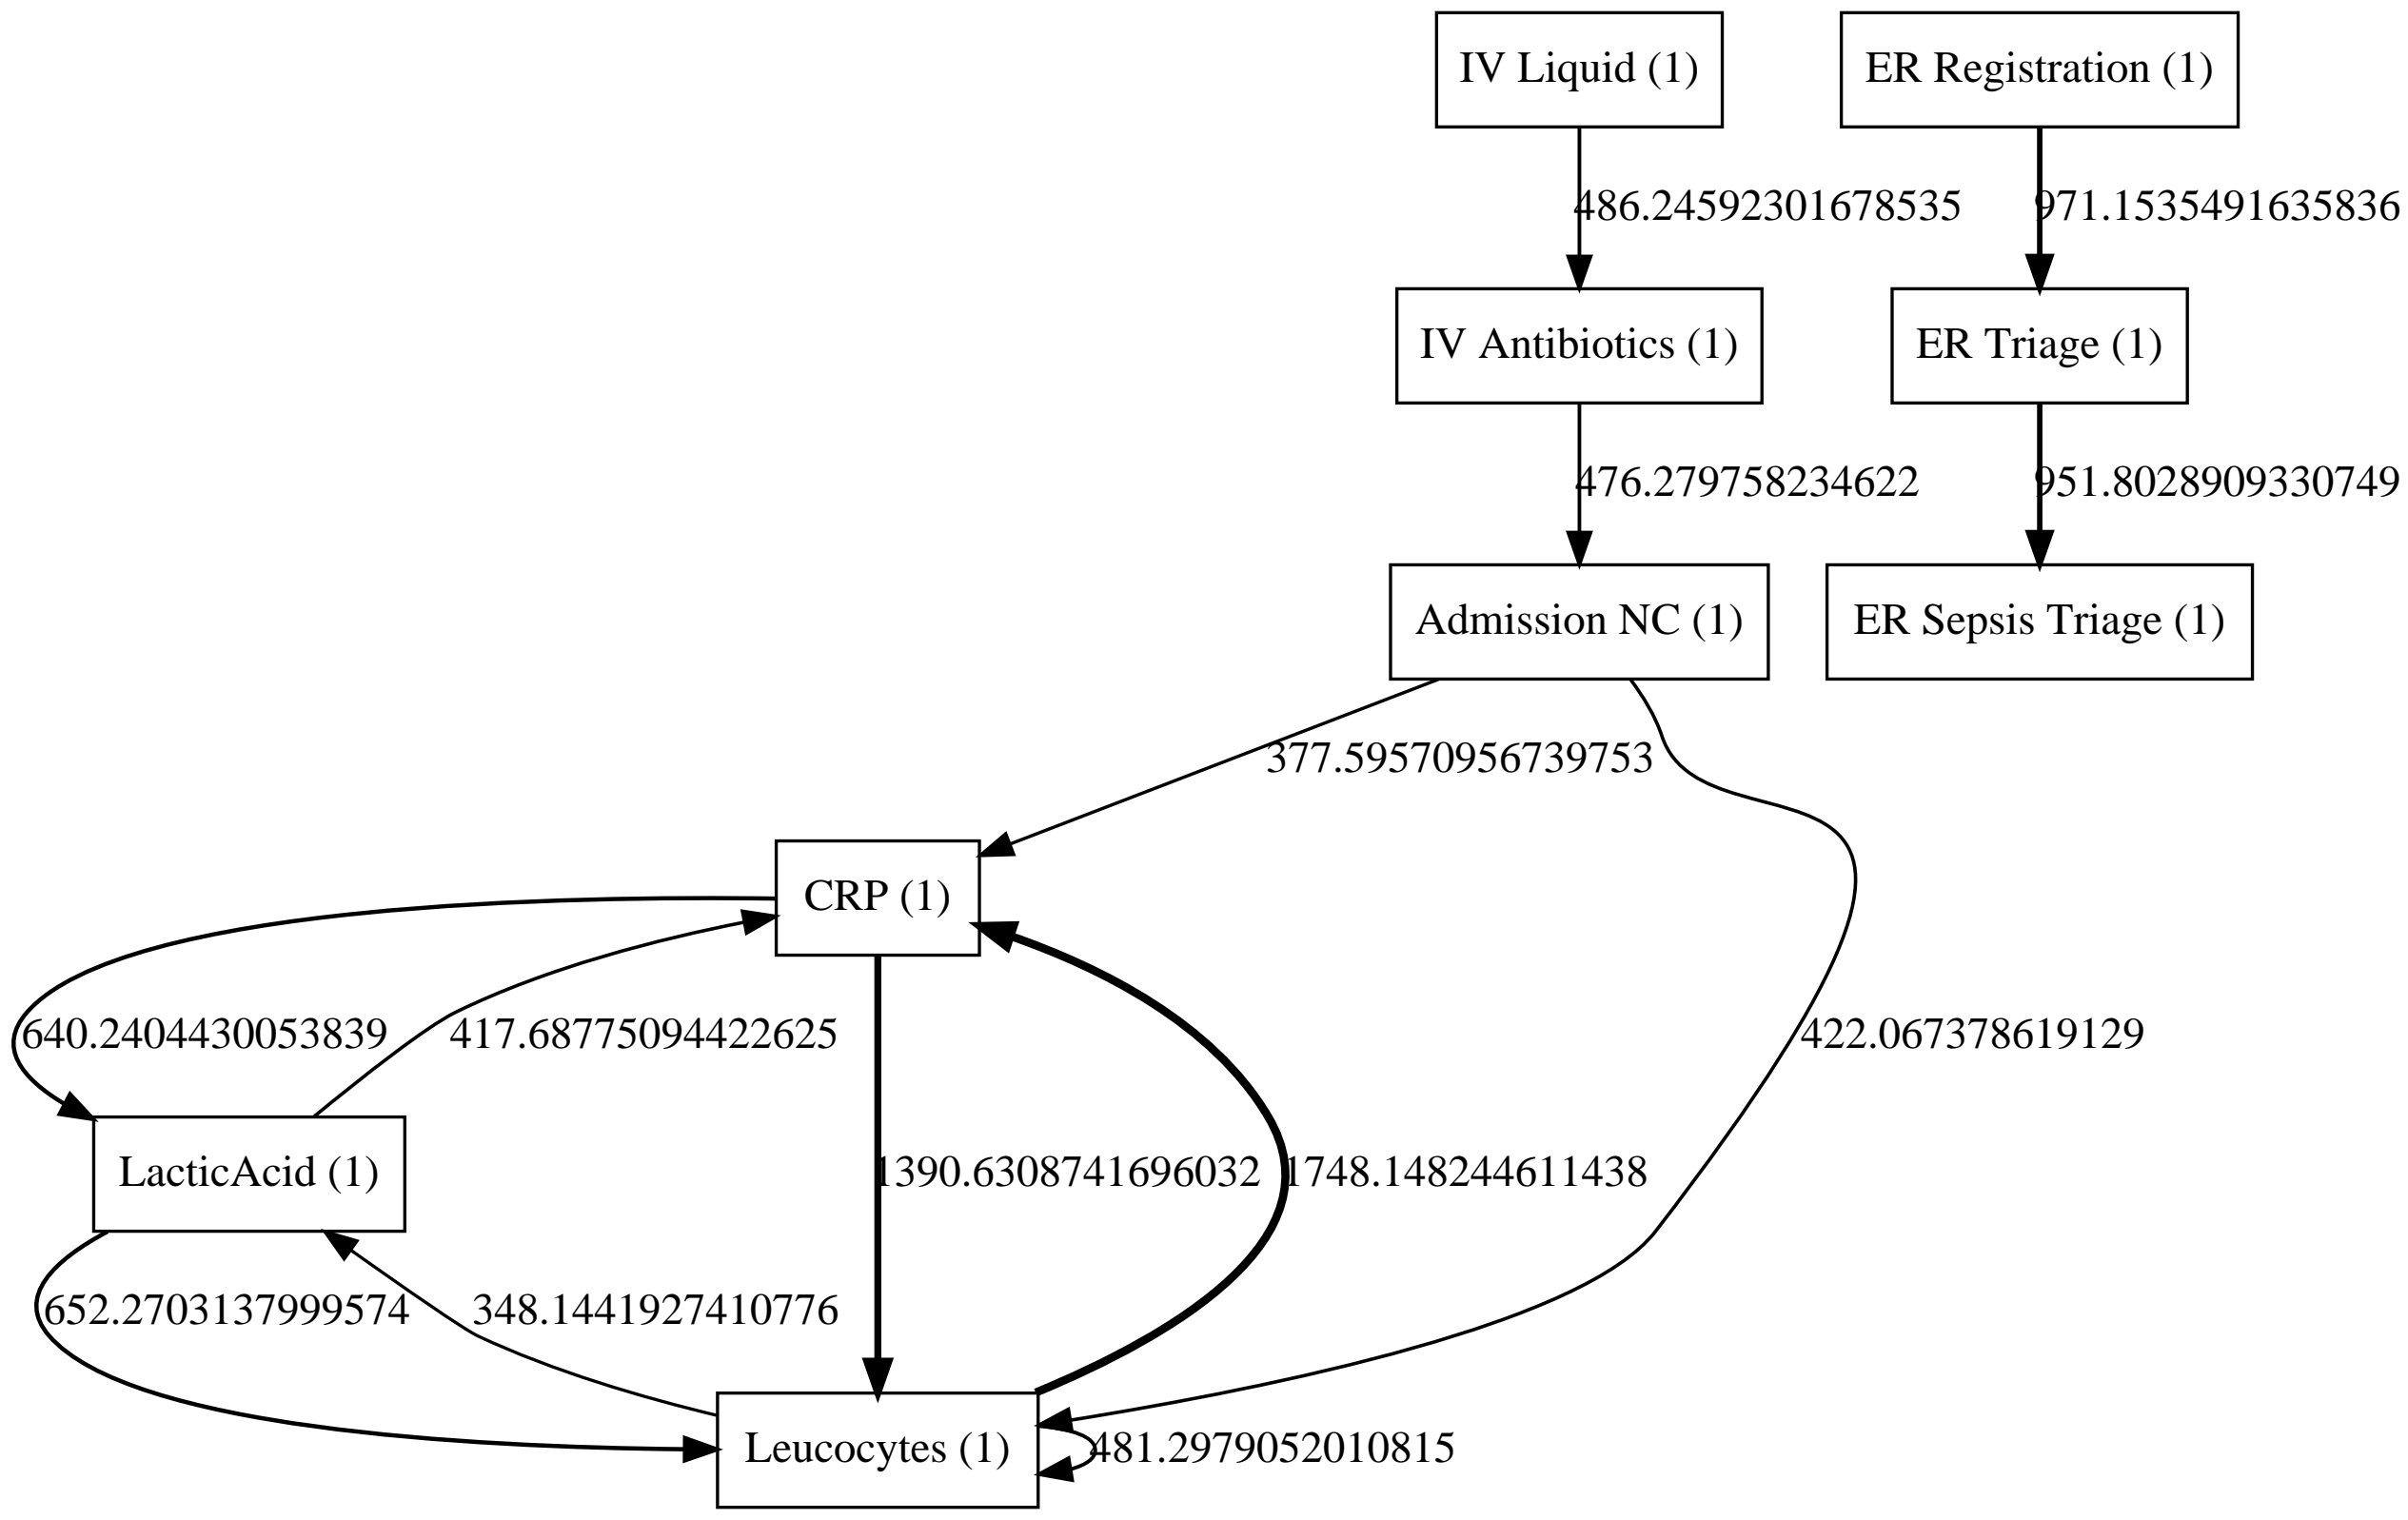 IV Liquid (1)
ER Registration (1)
486.24592301678535
971.1535491635836
IV Antibiotics (1)
ER Triage (1)
476.279758234622
951.8028909330749
Admission NC (1)
ER Sepsis Triage (1)
377.59570956739753
CRP (1)
640.2404430053839
417.68775094422625
422.067378619129
LacticAcid (1)
1390.6308741696032
1748.148244611438
652.2703137999574
348.1441927410776
Leucocytes (1)
481.2979052010815